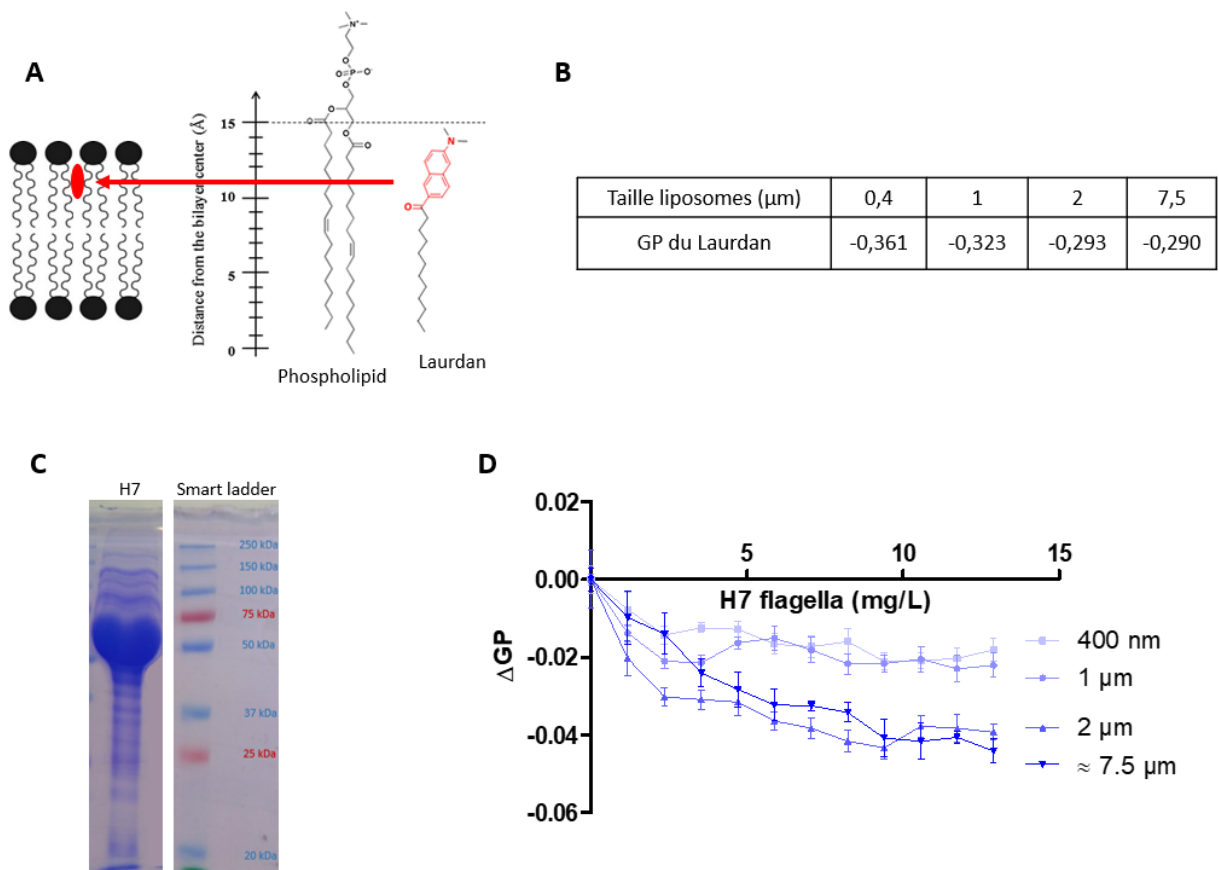 A
Distance from the bilayer center (Å)
15
10
5
0
N⁺
O
O P O⁻
O
O
O
O
O
N
O
Phospholipid
Laurdan
B
Taille liposomes (µm) 0,4 1 2 7,5
GP du Laurdan -0,361 -0,323 -0,293 -0,290
C
H7 Smart ladder
250 kDa
150 kDa
100 kDa
75 kDa
50 kDa
37 kDa
25 kDa
20 kDa
D
0.02
0.00
-0.02
-0.04
-0.06
ΔGP
5 10 15
H7 flagella (mg/L)
400 nm
1 µm
2 µm
≈ 7.5 µm